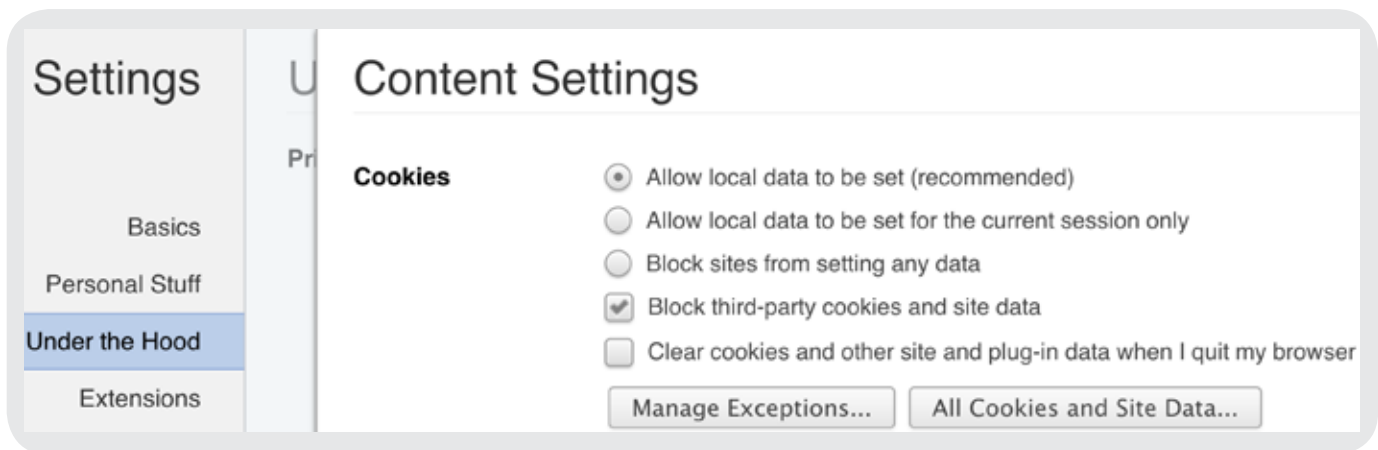 Settings
Basics
Personal Stuff
Under the Hood
Extensions
U
Pri
Content Settings
Cookies
Allow local data to be set (recommended)
Allow local data to be set for the current session only
Block sites from setting any data
Block third-party cookies and site data
Clear cookies and other site and plug-in data when I quit my browser
Manage Exceptions...
All Cookies and Site Data...